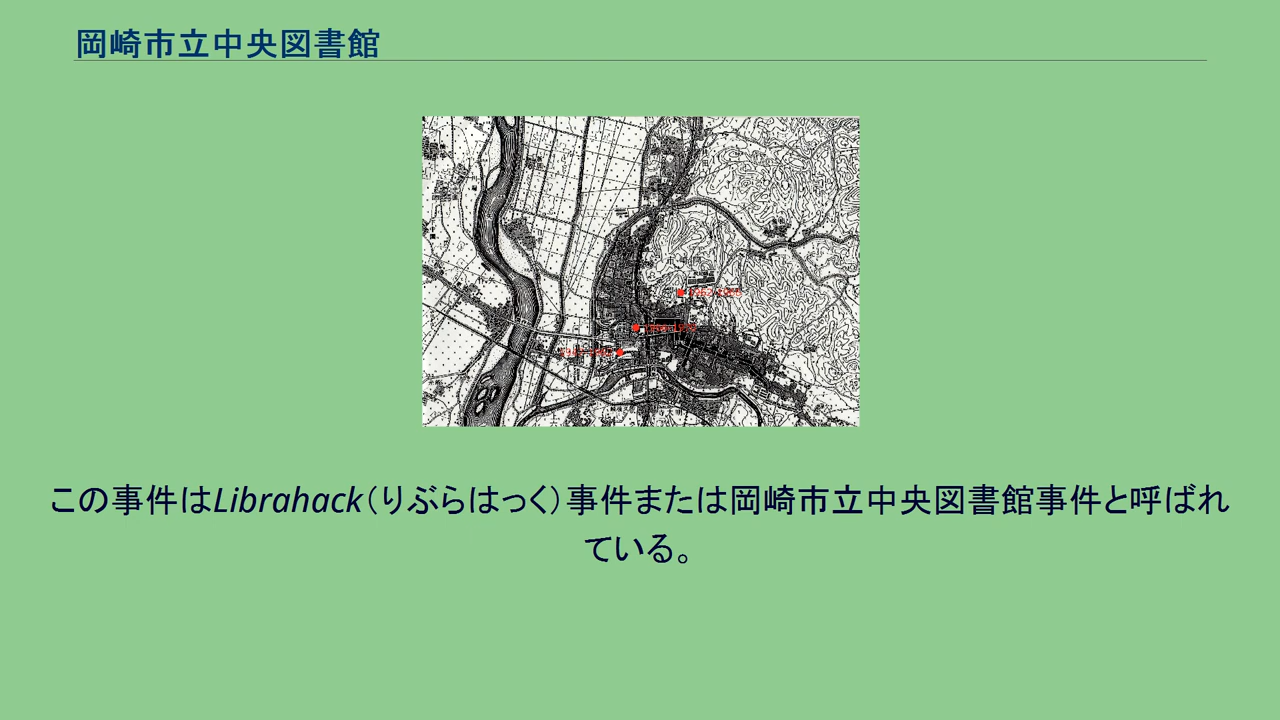 岡崎市立中央図書館
この事件はLibrahack（りぶらはっく）事件または岡崎市立中央図書館事件と呼ばれ
ている。